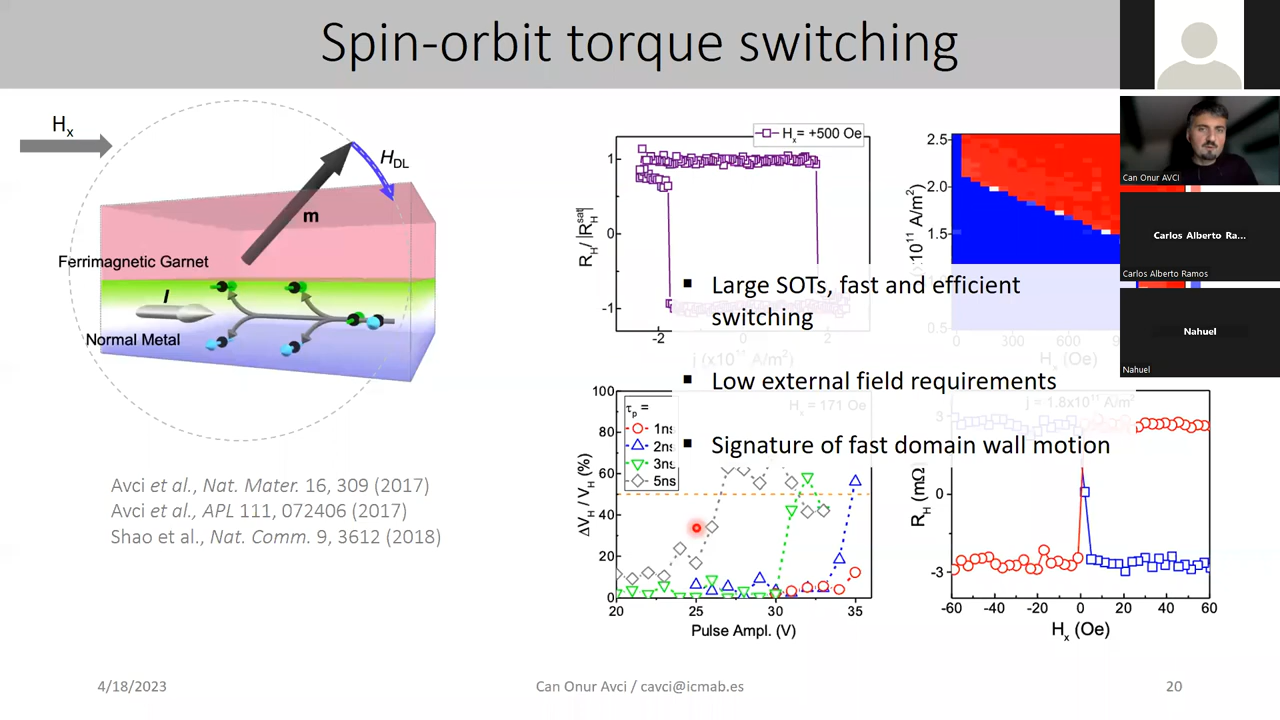 Spin-orbit torque switching
Hx
HDL
m
Ferrimagnetic Garnet
I
Normal Metal
Avci et al., Nat. Mater. 16, 309 (2017)
Avci et al., APL 111, 072406 (2017)
Shao et al., Nat. Comm. 9, 3612 (2018)
Hx= +500 Oe
RH/ |RHsat|
1
0
-1
-2 0 2
j (x10¹¹ A/m²)
2.5
2.0
1.5
0.5
:10¹¹ A/m²)
0 300 600
Hx (Oe)
▪ Large SOTs, fast and efficient
switching
▪ Low external field requirements
▪ Signature of fast domain wall motion
100
80
60
40
20
0
ΔVH / VH (%)
τp =
1ns
2ns
3ns
5ns
Hx = 171 Oe
20 25 30 35
Pulse Ampl. (V)
j = 1.8x10¹¹ A/m²
3
0
-3
RH (mΩ
-60 -40 -20 0 20 40 60
Hx (Oe)
Can Onur AVCI
Carlos Alberto Ra...
Carlos Alberto Ramos
Nahuel
Nahuel
4/18/2023
Can Onur Avci / cavci@icmab.es
20